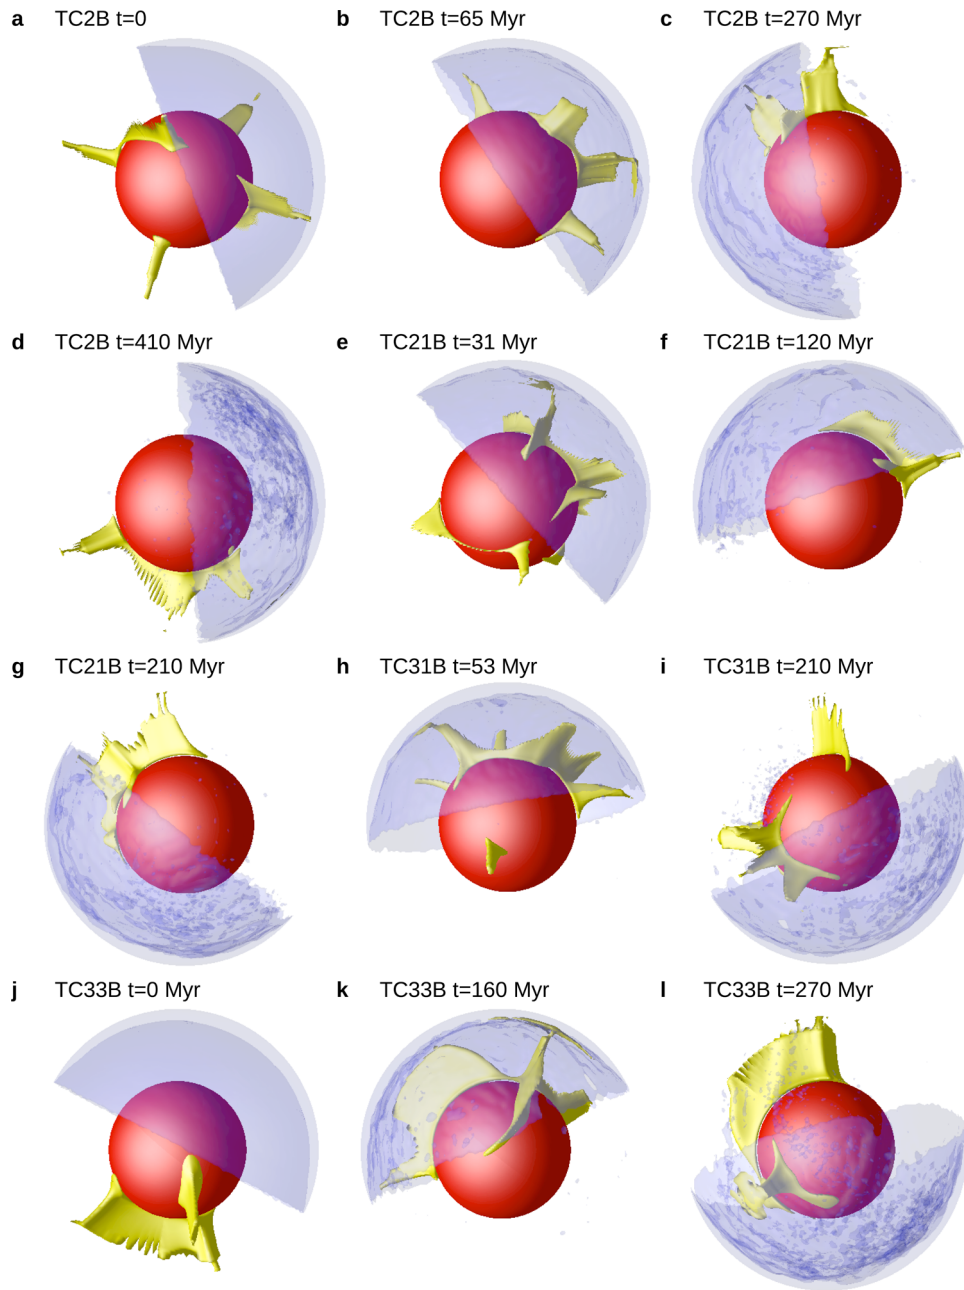 a TC2B t=0
b TC2B t=65 Myr
c TC2B t=270 Myr
d TC2B t=410 Myr
e TC21B t=31 Myr
f TC21B t=120 Myr
g TC21B t=210 Myr
h TC31B t=53 Myr
i TC31B t=210 Myr
j TC33B t=0 Myr
k TC33B t=160 Myr
l TC33B t=270 Myr